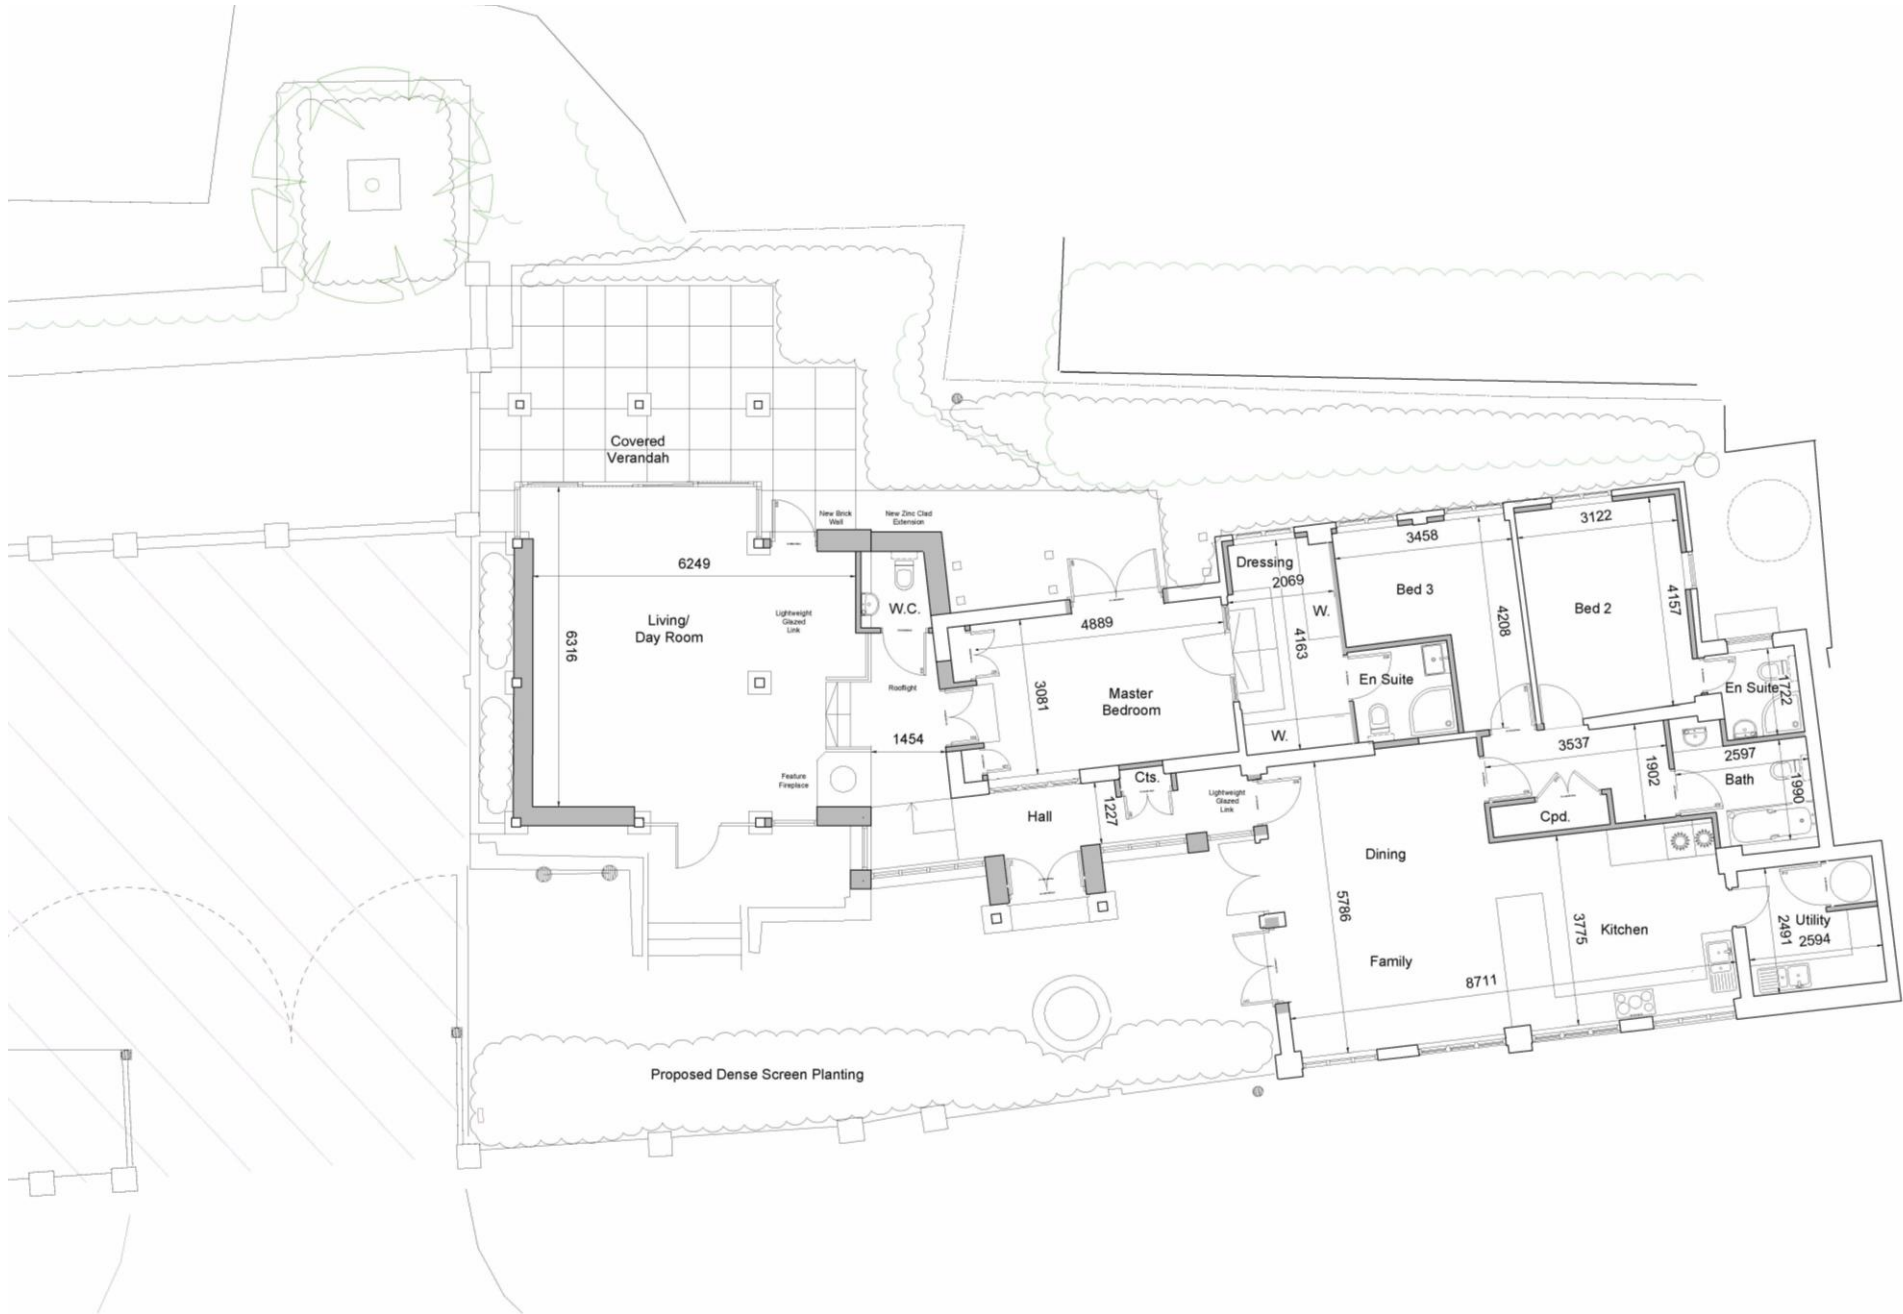 Covered
Verandah
New Brick
Wall
New Zinc Clad
Extension
6249
6316
Living/
Day Room
Lightweight
Glazed
Link
W.C.
Rooflight
1454
Feature
Fireplace
4889
3081
Master
Bedroom
Dressing
2069
W.
4163
W.
En Suite
3458
Bed 3
4208
3122
Bed 2
4157
En Suite
1722
3537
1902
2597
Bath
1990
Cpd.
Cts.
Hall
1227
Lightweight
Glazed
Link
Dining
5786
Family
8711
3775
Kitchen
Utility
2491
2594
Proposed Dense Screen Planting